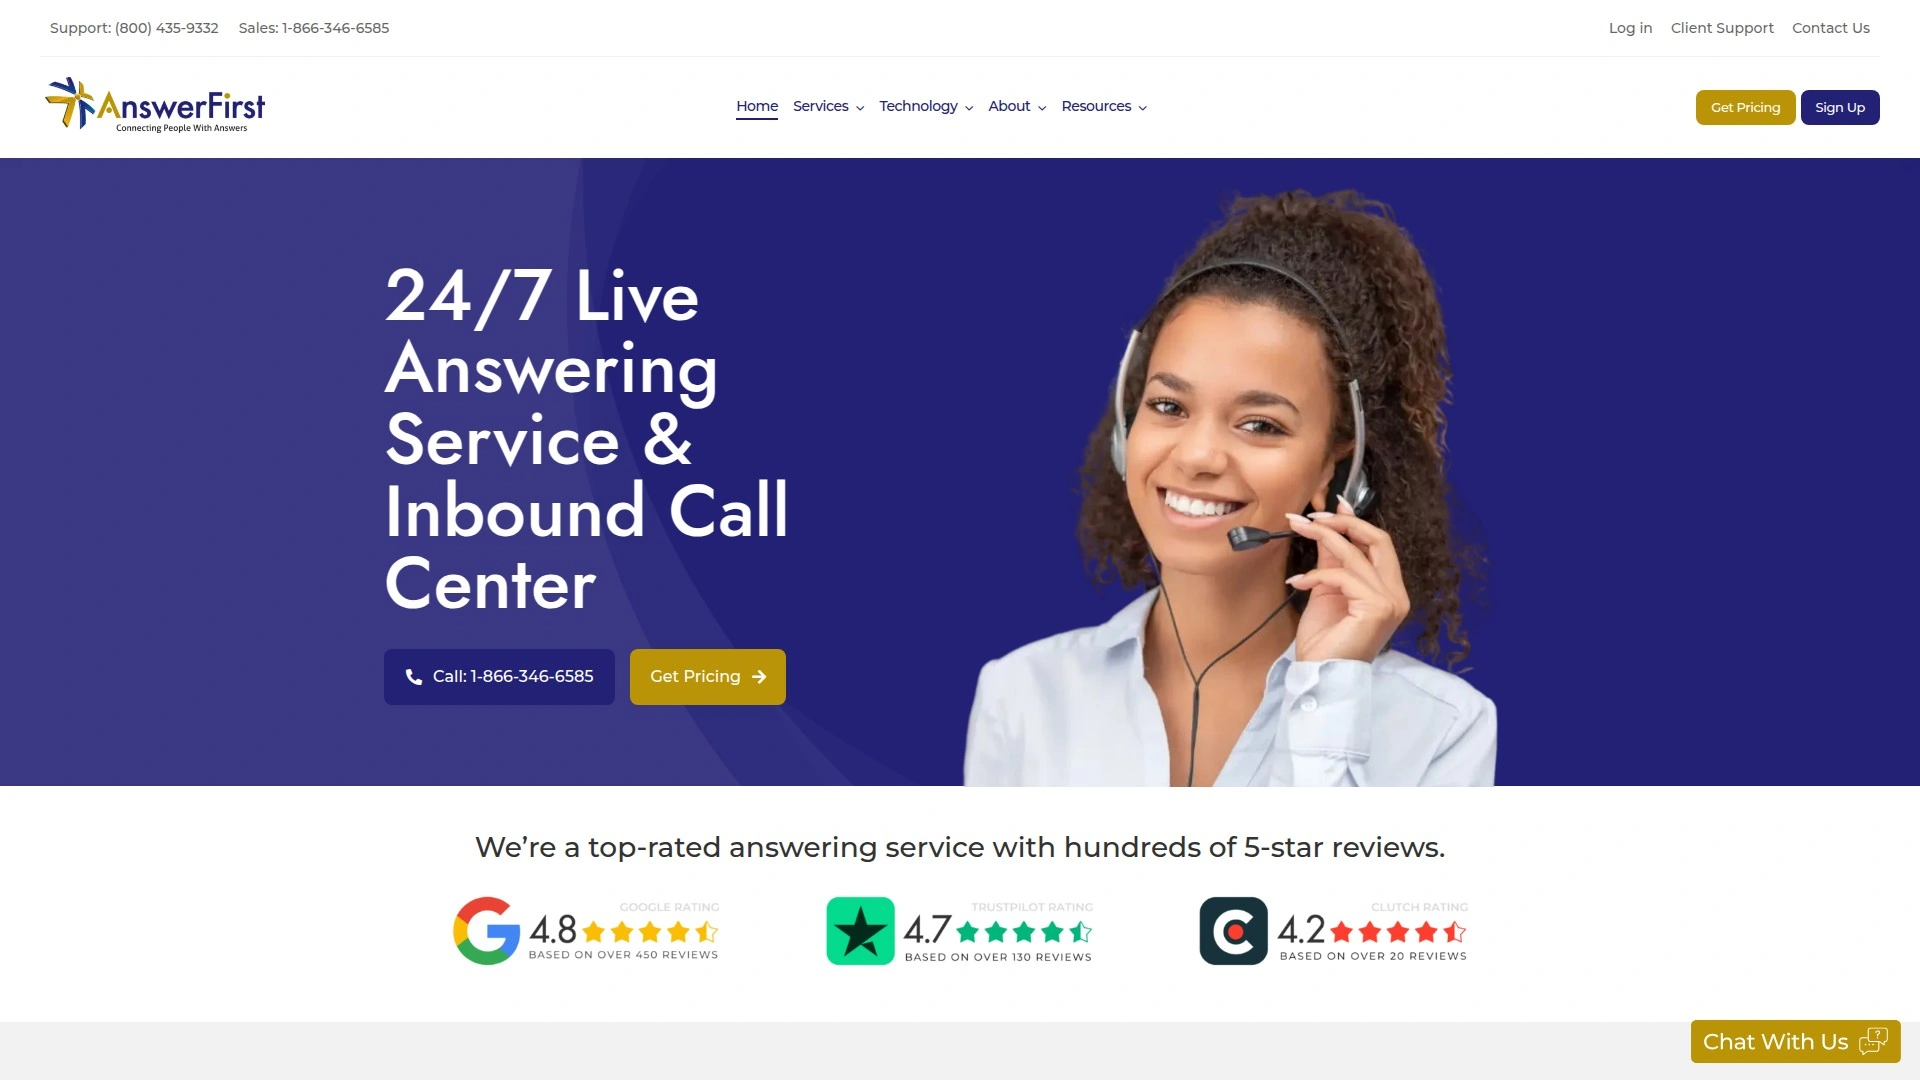 Support: (800) 435-9332 Sales: 1-866-346-6585
Log in Client Support Contact Us
AnswerFirst
Connecting People With Answers
Home Services Technology About Resources
Get Pricing Sign Up
24/7 Live
Answering
Service &
Inbound Call
Center
Call: 1-866-346-6585 Get Pricing
We’re a top-rated answering service with hundreds of 5-star reviews.
GOOGLE RATING
4.8
BASED ON OVER 450 REVIEWS
TRUSTPILOT RATING
4.7
BASED ON OVER 130 REVIEWS
CLUTCH RATING
4.2
BASED ON OVER 20 REVIEWS
Chat With Us